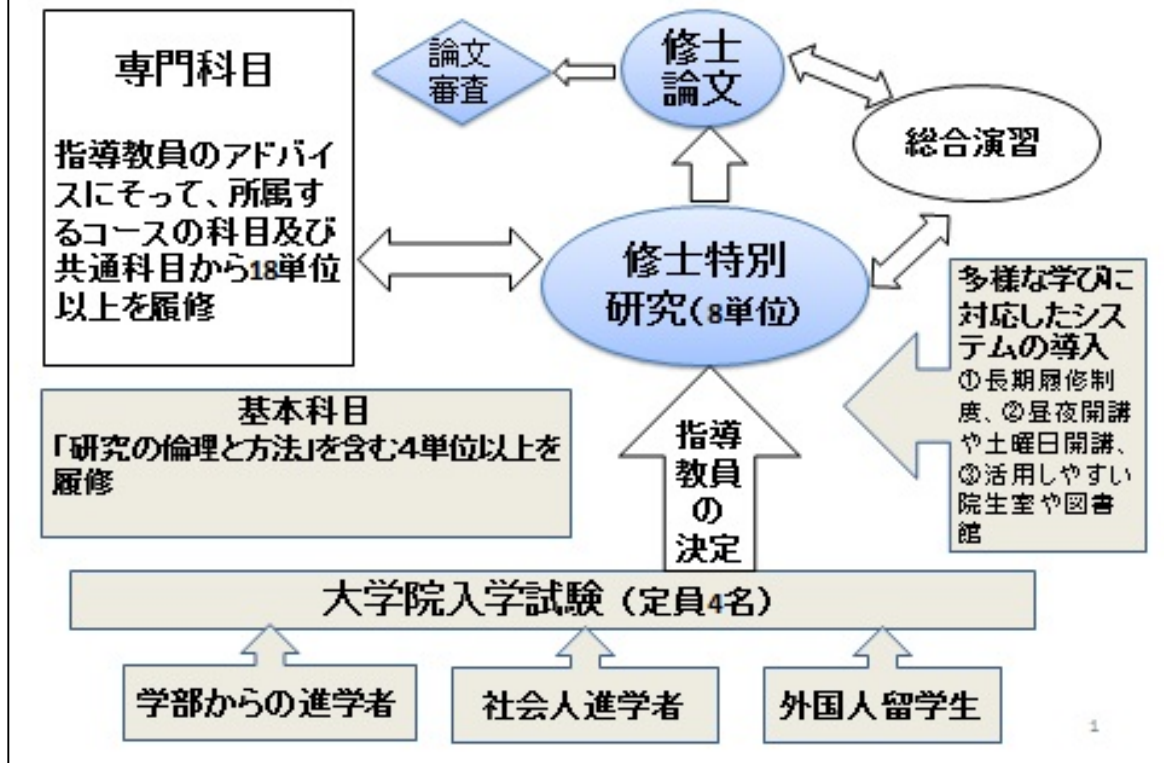 専門科目
指導教員のアドバイ
スにそって、所属す
るコースの科目及び
共通科目から18単位
以上を履修
論文
審査
修士
論文
総合演習
修士特別
研究(8単位)
多様な学びに
対応したシス
テムの導入
①長期履修制
度、②昼夜開講
や土曜日開講、
③活用しやすい
院生室や図書
館
基本科目
「研究の倫理と方法」を含む4単位以上を
履修
指導
教員
の
決定
大学院入学試験（定員4名）
学部からの進学者
社会人進学者
外国人留学生
1